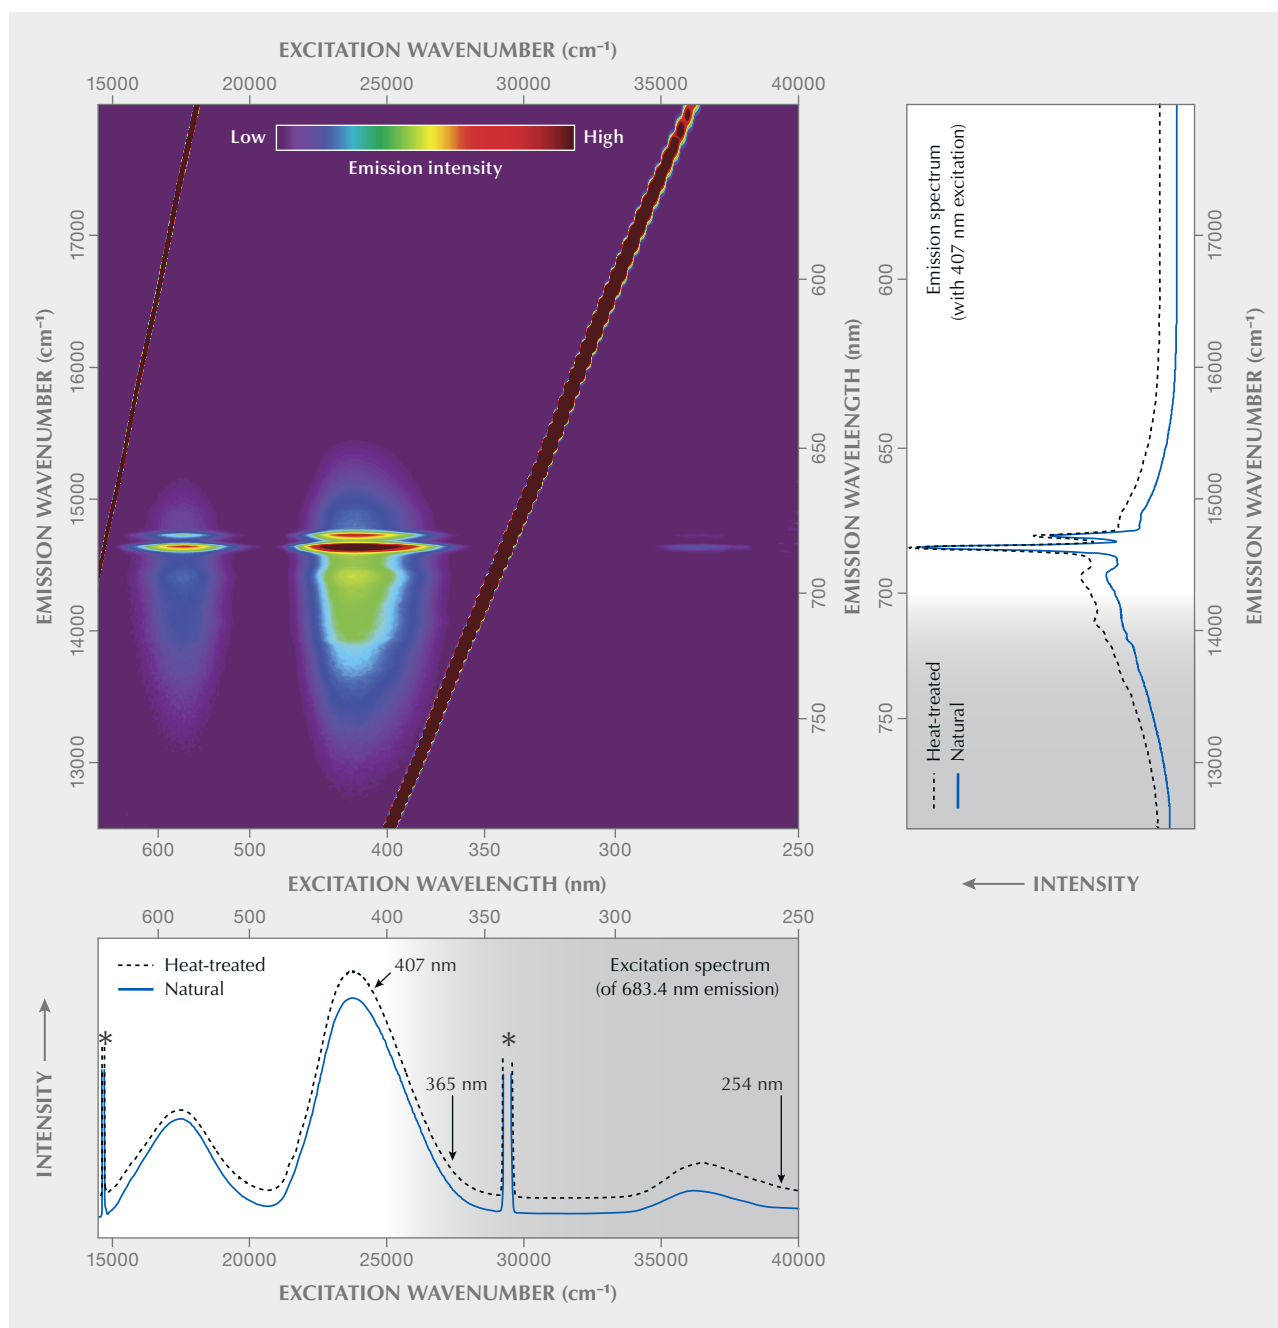 EXCITATION WAVENUMBER (cm⁻¹)
15000 20000 25000 30000 35000 40000
Low High
Emission intensity
EMISSION WAVENUMBER (cm⁻¹)
17000
16000
15000
14000
13000
600
650
700
750
EMISSION WAVELENGTH (nm)
600 500 400 350 300 250
EXCITATION WAVELENGTH (nm)
Emission spectrum
(with 407 nm excitation)
600
650
700
750
Heat-treated
Natural
17000
16000
15000
14000
13000
EMISSION WAVENUMBER (cm⁻¹)
INTENSITY
600 500 400 350 300 250
Heat-treated
Natural
407 nm
Excitation spectrum
(of 683.4 nm emission)
* *
365 nm 254 nm
INTENSITY
15000 20000 25000 30000 35000 40000
EXCITATION WAVENUMBER (cm⁻¹)